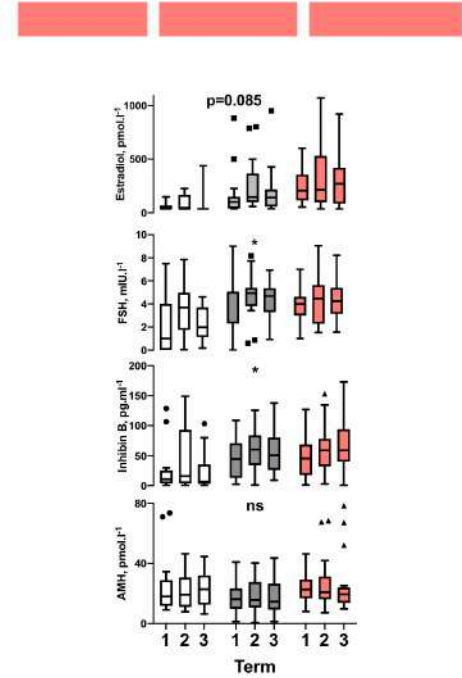 p=0.085
Estradiol, pmol.l⁻¹
1000
500
0
*
FSH, mIU.l⁻¹
10
8
6
4
2
0
*
Inhibin B, pg.ml⁻¹
200
150
100
50
0
ns
AMH, pmol.l⁻¹
80
40
0
1 2 3 1 2 3 1 2 3
Term